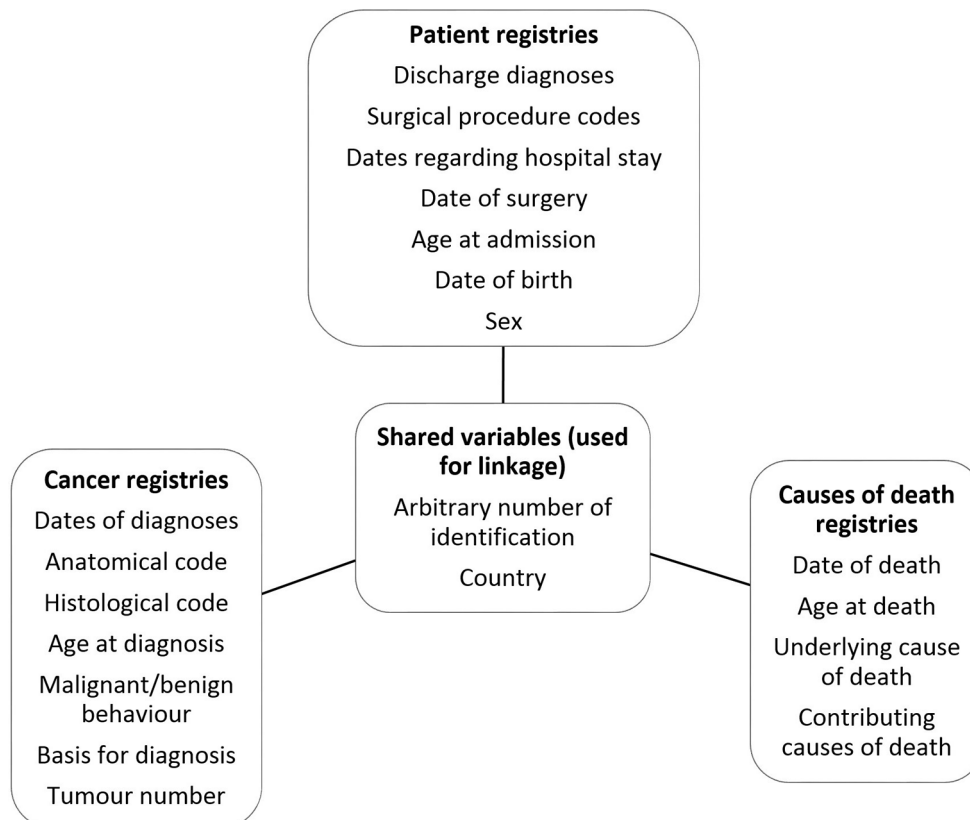 Patient registries
Discharge diagnoses
Surgical procedure codes
Dates regarding hospital stay
Date of surgery
Age at admission
Date of birth
Sex
Shared variables (used
for linkage)
Arbitrary number of
identification
Country
Cancer registries
Dates of diagnoses
Anatomical code
Histological code
Age at diagnosis
Malignant/benign
behaviour
Basis for diagnosis
Tumour number
Causes of death
registries
Date of death
Age at death
Underlying cause
of death
Contributing
causes of death